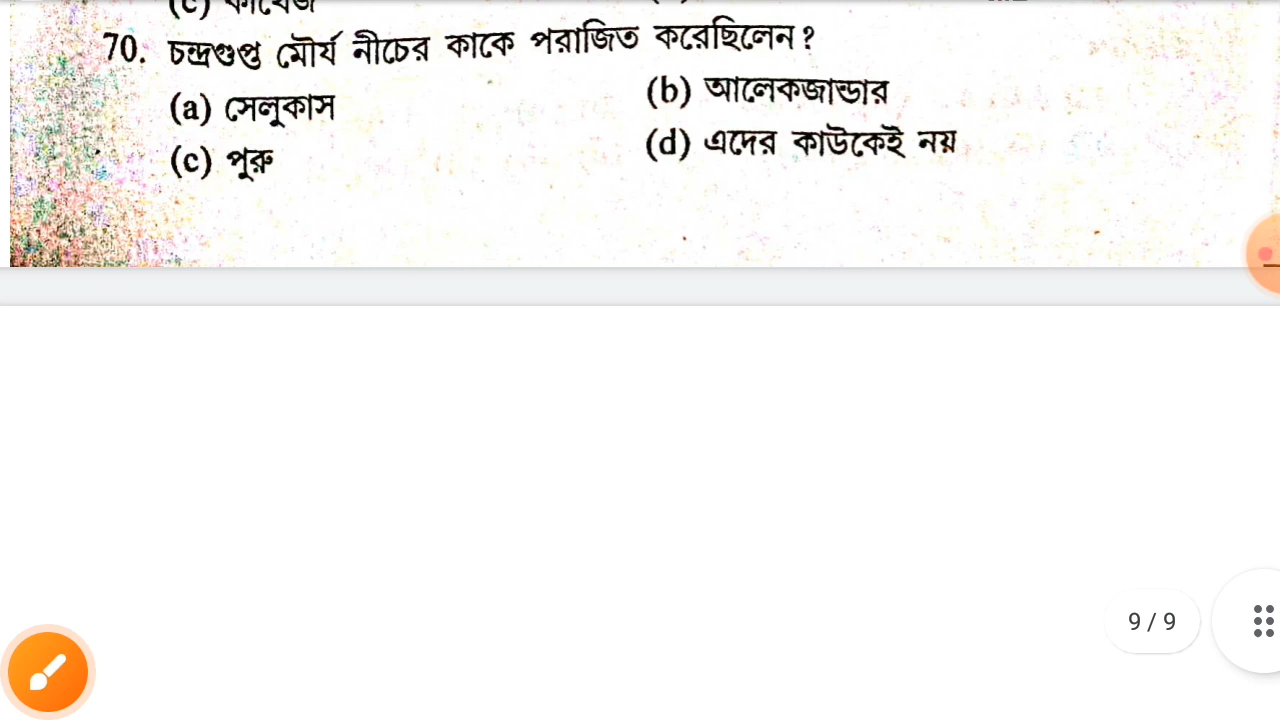 70. চন্দ্রগুপ্ত মৌর্য নীচের কাকে পরাজিত করেছিলেন?
(a) সেলুকাস (b) আলেকজান্ডার
(c) পুরু (d) এদের কাউকেই নয়
9 / 9